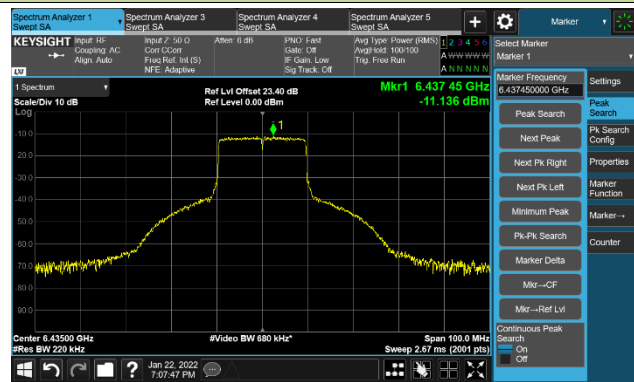 Spectrum Analyzer 1
Swept SA
Spectrum Analyzer 3
Swept SA
Spectrum Analyzer 4
Swept SA
Spectrum Analyzer 5
Swept SA
Marker
KEYSIGHT
Input: RF
Coupling: AC
Align: Auto
Input Z: 50 Ω
Corr CCorr
Freq Ref: Int (S)
NFE: Adaptive
Atten: 6 dB
PNO: Fast
Gate: Off
IF Gain: Low
Sig Track: Off
Avg Type: Power (RMS)
Avg|Hold: 100/100
Trig: Free Run
1 2 3 4 5 6
A W W W W W
A N N N N N
LXI
Select Marker
Marker 1
1 Spectrum
Scale/Div 10 dB
Log
Ref Lvl Offset 23.40 dB
Ref Level 0.00 dBm
Mkr1 6.437 45 GHz
-11.136 dBm
1
-10.0
-20.0
-30.0
-40.0
-50.0
-60.0
-70.0
-80.0
-90.0
Center 6.43500 GHz
#Res BW 220 kHz
#Video BW 680 kHz*
Span 100.0 MHz
Sweep 2.67 ms (2001 pts)
Marker Frequency
6.437450000 GHz
Peak Search
Next Peak
Next Pk Right
Next Pk Left
Minimum Peak
Pk-Pk Search
Marker Delta
Mkr→CF
Mkr→Ref Lvl
Continuous Peak
Search
On
Off
Settings
Peak
Search
Pk Search
Config
Properties
Marker
Function
Marker→
Counter
Jan 22, 2022
7:07:47 PM